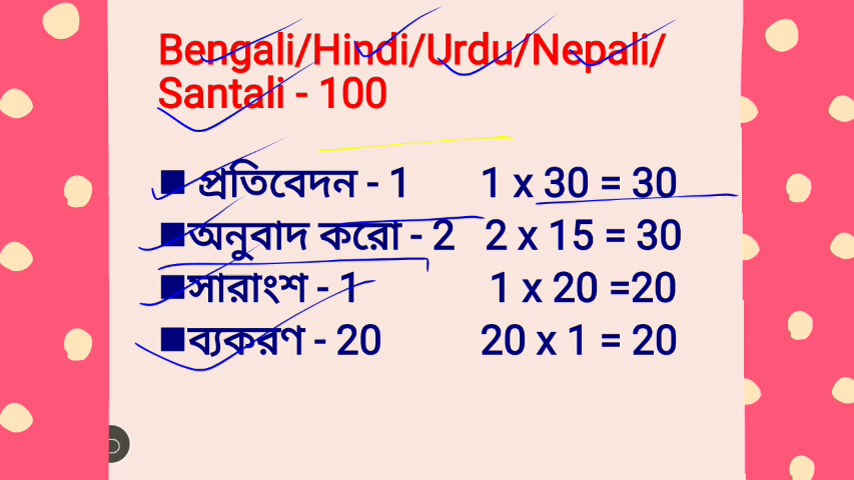 Bengali/Hindi/Urdu/Nepali/
Santali - 100
■ প্রতিবেদন - 1 1 x 30 = 30
■অনুবাদ করো - 2 2 x 15 = 30
■সারাংশ - 1 1 x 20 =20
■ব্যকরণ - 20 20 x 1 = 20